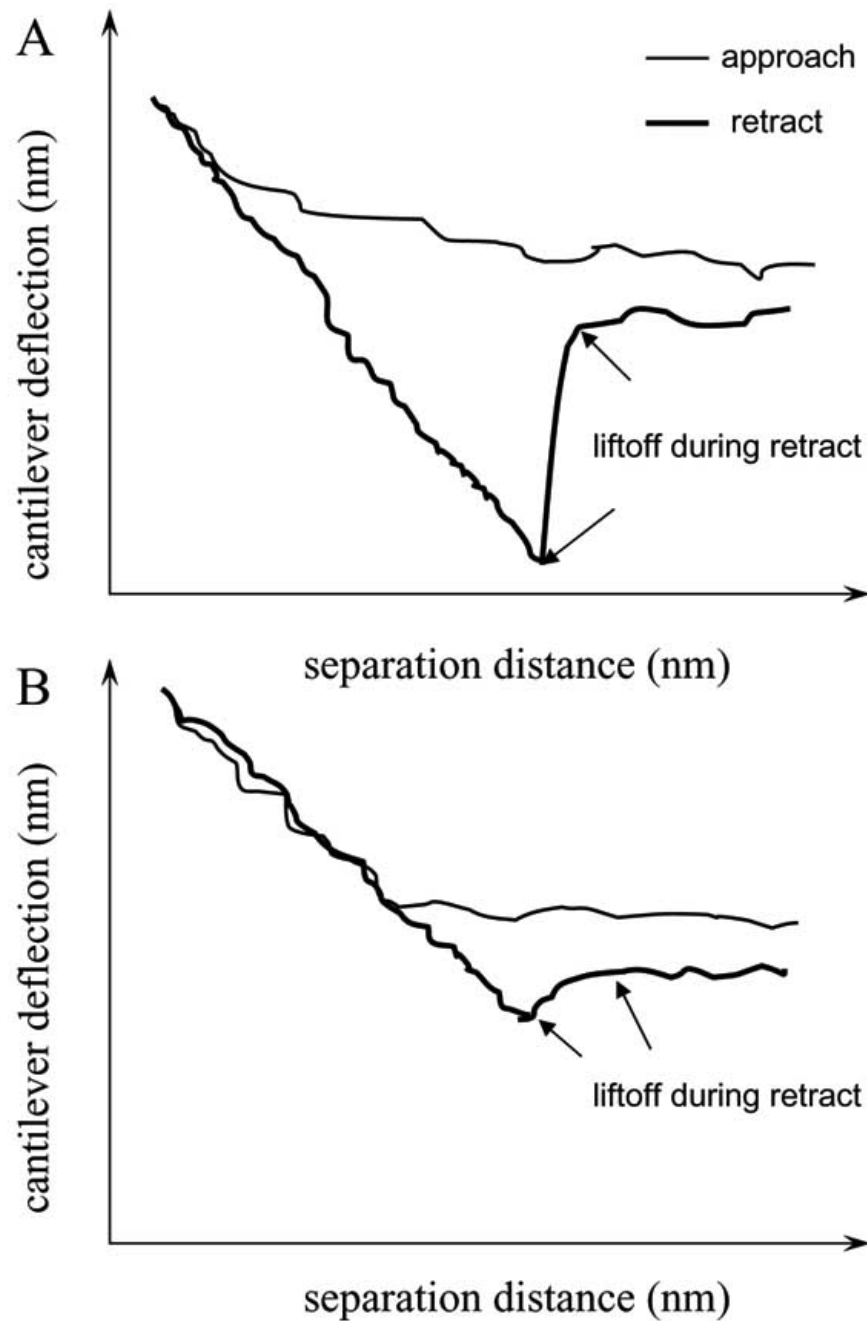 A
approach
retract
cantilever deflection (nm)
liftoff during retract
separation distance (nm)
B
cantilever deflection (nm)
liftoff during retract
separation distance (nm)